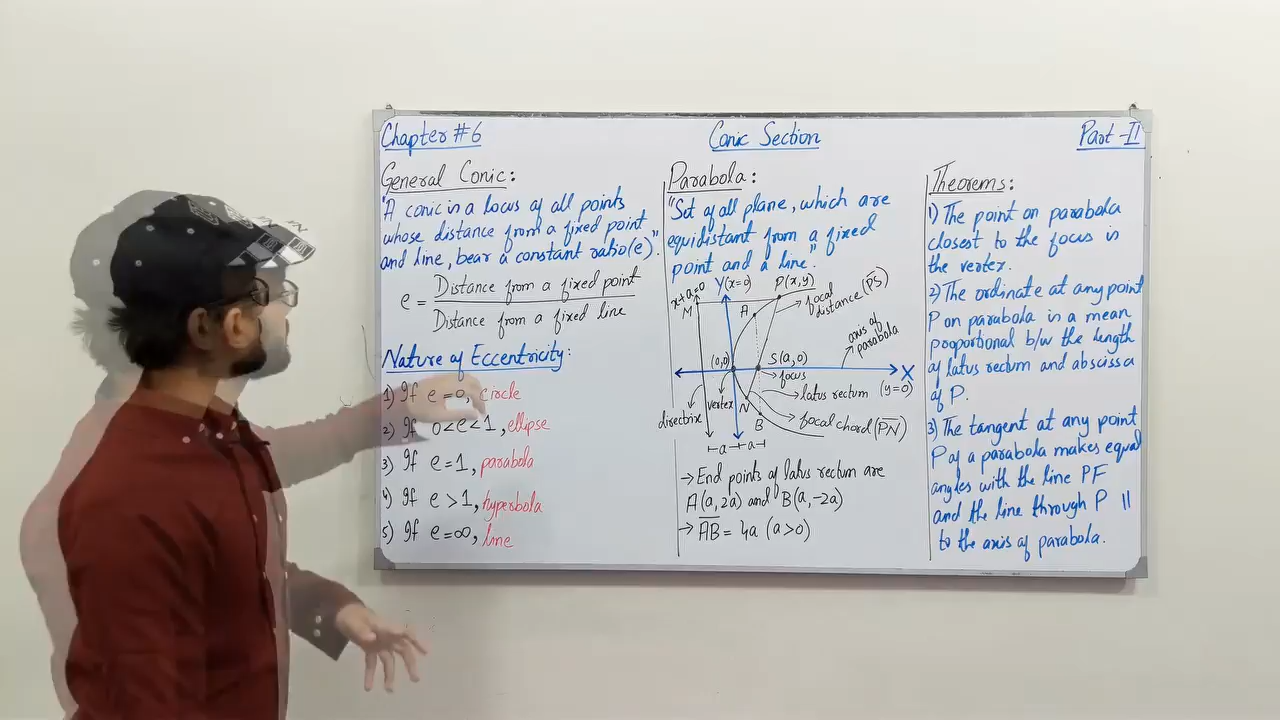 Chapter #6
Conic Section
Part-II
General Conic:
"A conic in a locus of all points
whose distance from a fixed point
and line, bear a constant ratio(e)."
e = Distance from a fixed point
Distance from a fixed line
Nature of Eccentricity:
1) If e = 0, circle
2) If 0<e<1, ellipse
3) If e=1, parabola
4) If e >1, hyperbola
5) If e =∞, line
Parabola:
"Set of all plane, which are
equidistant from a fixed
point and a line."
x+a=0
Y(x=0)
P(x,y)
M
A
focal
distance (PS)
axis of
parabola
(0,0)
S(a,0)
X
focus
(y=0)
latus rectum
directrix
vertex
N
B
focal chord (PN)
a
a
→ End points of latus rectum are
A(a, 2a) and B(a, -2a)
→ AB = 4a (a>0)
Theorems:
1) The point on parabola
closest to the focus is
the vertex.
2) The ordinate at any point
P on parabola in a mean
proportional b/w the length
of latus rectum and abscissa
of P.
3) The tangent at any point
P of a parabola makes equal
angles with the line PF
and the line through P ||
to the axis of parabola.